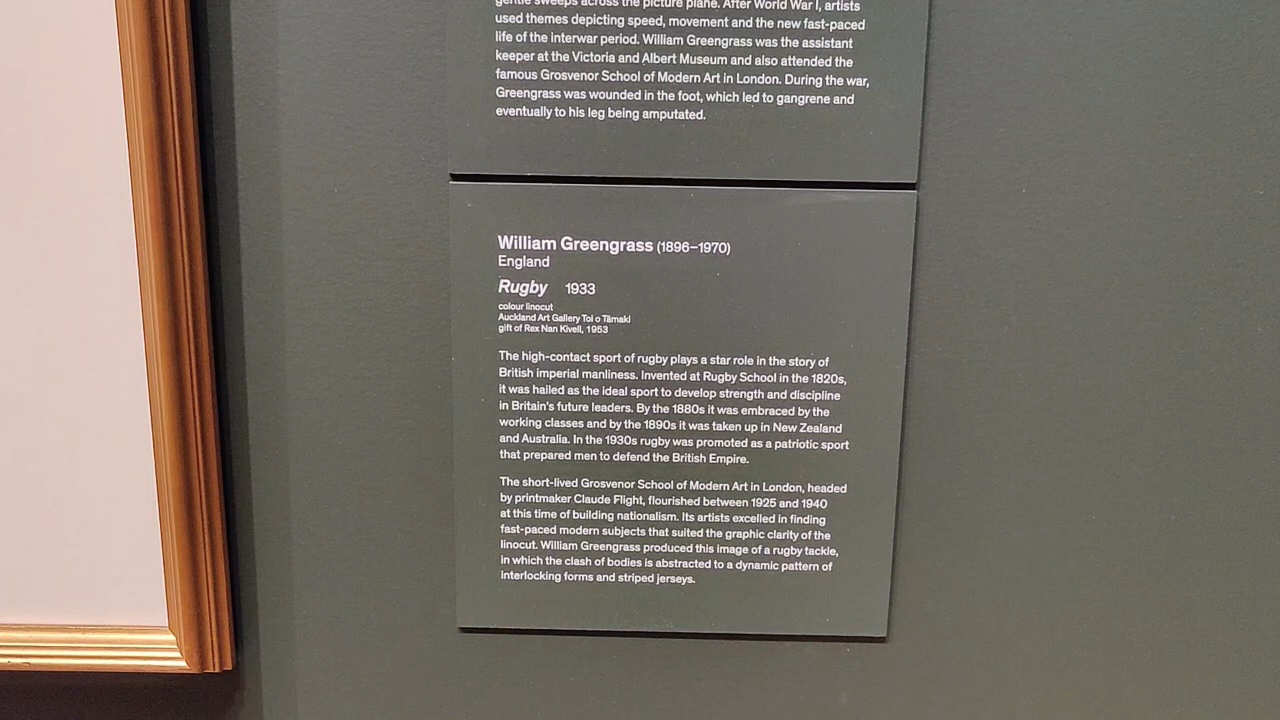 gentle sweeps across the picture plane. After World War I, artists
used themes depicting speed, movement and the new fast-paced
life of the interwar period. William Greengrass was the assistant
keeper at the Victoria and Albert Museum and also attended the
famous Grosvenor School of Modern Art in London. During the war,
Greengrass was wounded in the foot, which led to gangrene and
eventually to his leg being amputated.
William Greengrass (1896–1970)
England
Rugby 1933
colour linocut
Auckland Art Gallery Toi o Tāmaki
gift of Rex Nan Kivell, 1953
The high-contact sport of rugby plays a star role in the story of
British imperial manliness. Invented at Rugby School in the 1820s,
it was hailed as the ideal sport to develop strength and discipline
in Britain's future leaders. By the 1880s it was embraced by the
working classes and by the 1890s it was taken up in New Zealand
and Australia. In the 1930s rugby was promoted as a patriotic sport
that prepared men to defend the British Empire.
The short-lived Grosvenor School of Modern Art in London, headed
by printmaker Claude Flight, flourished between 1925 and 1940
at this time of building nationalism. Its artists excelled in finding
fast-paced modern subjects that suited the graphic clarity of the
linocut. William Greengrass produced this image of a rugby tackle,
in which the clash of bodies is abstracted to a dynamic pattern of
interlocking forms and striped jerseys.